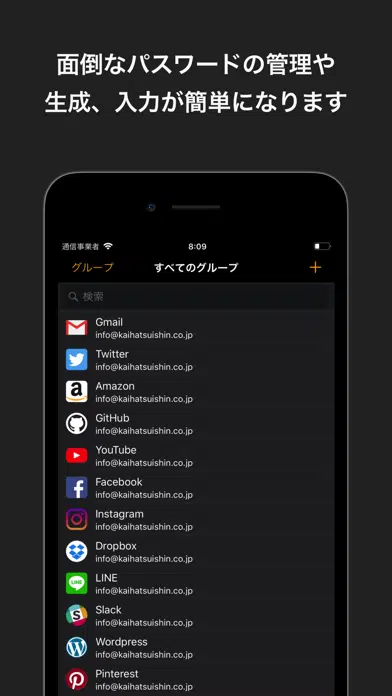 面倒なパスワードの管理や
生成、入力が簡単になります
通信事業者 8:09
グループ すべてのグループ +
検索
Gmail
info@kaihatsuishin.co.jp
Twitter
info@kaihatsuishin.co.jp
Amazon
info@kaihatsuishin.co.jp
GitHub
info@kaihatsuishin.co.jp
YouTube
info@kaihatsuishin.co.jp
Facebook
info@kaihatsuishin.co.jp
Instagram
info@kaihatsuishin.co.jp
Dropbox
info@kaihatsuishin.co.jp
LINE
LINE
info@kaihatsuishin.co.jp
Slack
info@kaihatsuishin.co.jp
Wordpress
info@kaihatsuishin.co.jp
Pinterest
info@kaihatsuishin.co.jp